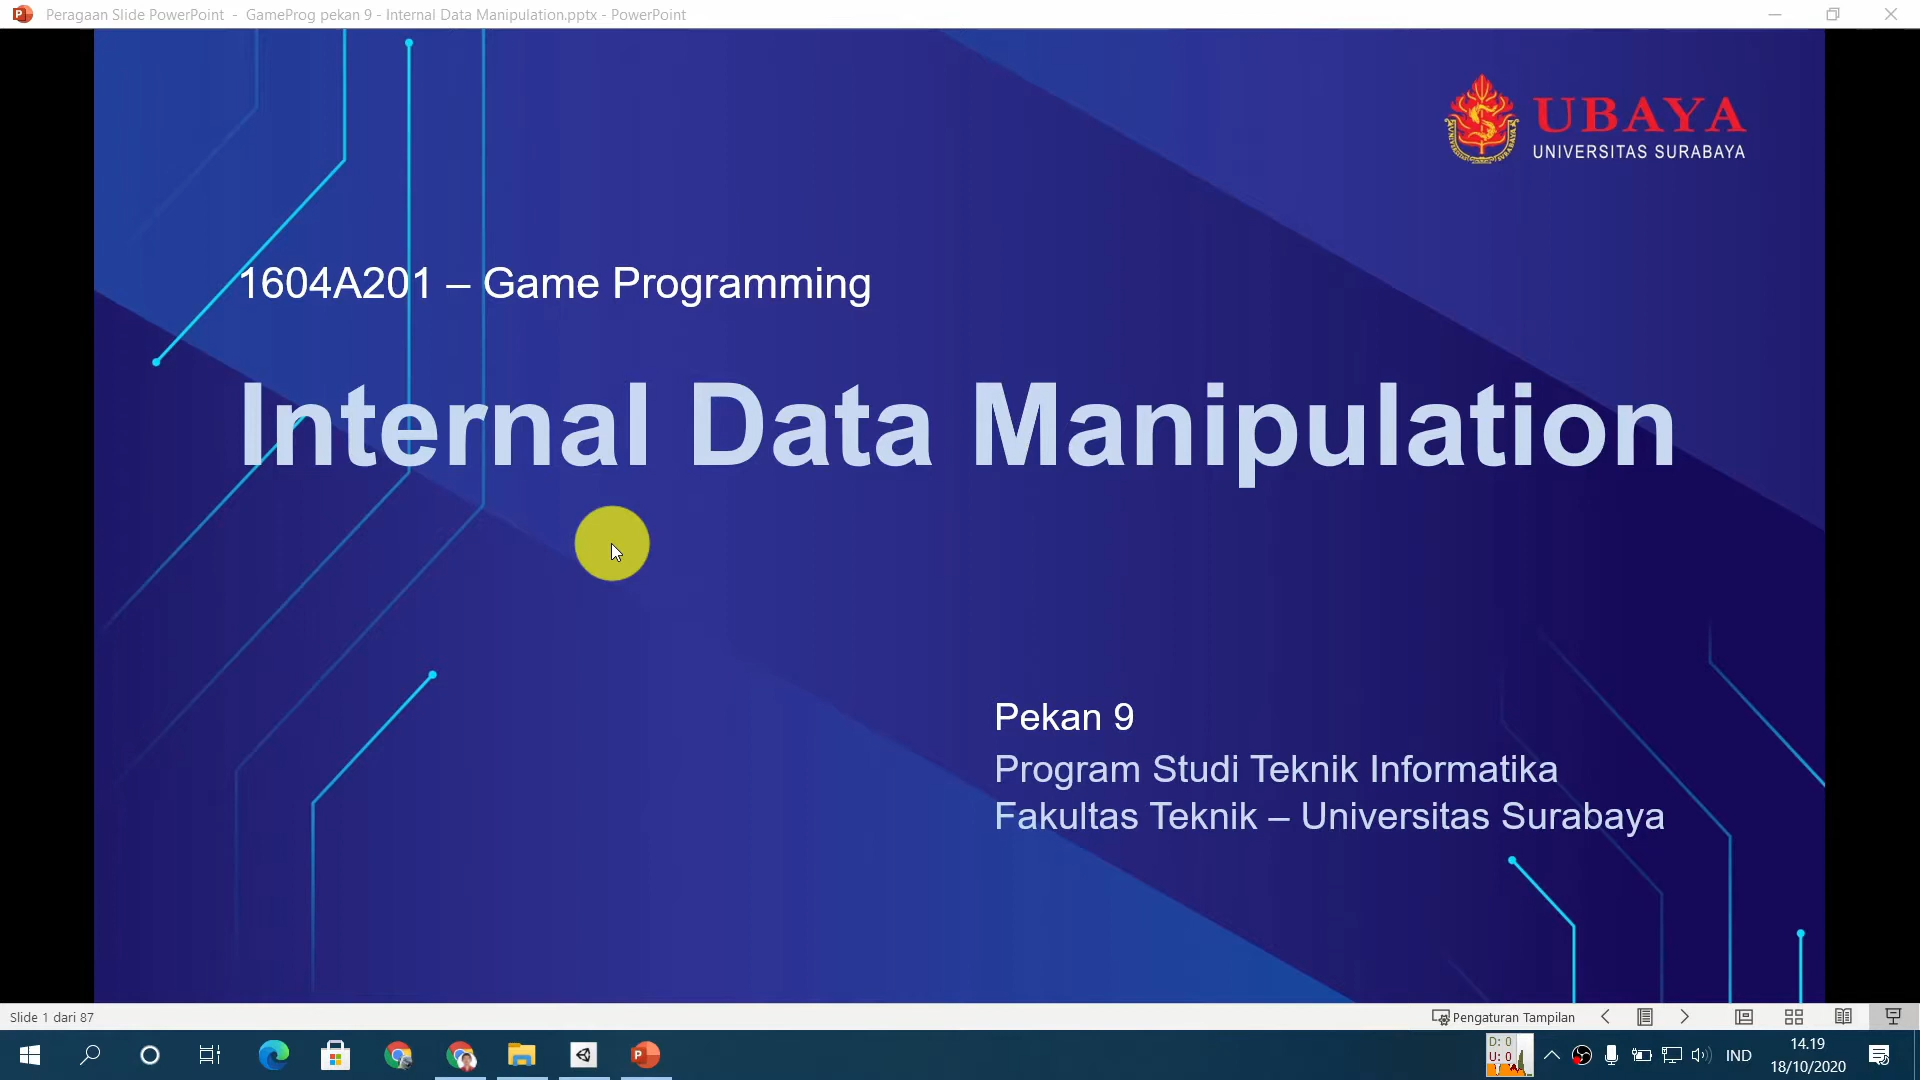 Peragaan Slide PowerPoint - GameProg pekan 9 - Internal Data Manipulation.pptx - PowerPoint
UBAYA
UNIVERSITAS SURABAYA
1604A201 – Game Programming
Internal Data Manipulation
Pekan 9
Program Studi Teknik Informatika
Fakultas Teknik – Universitas Surabaya
Slide 1 dari 87
Pengaturan Tampilan
D: 0
U: 0
IND
14.19
18/10/2020